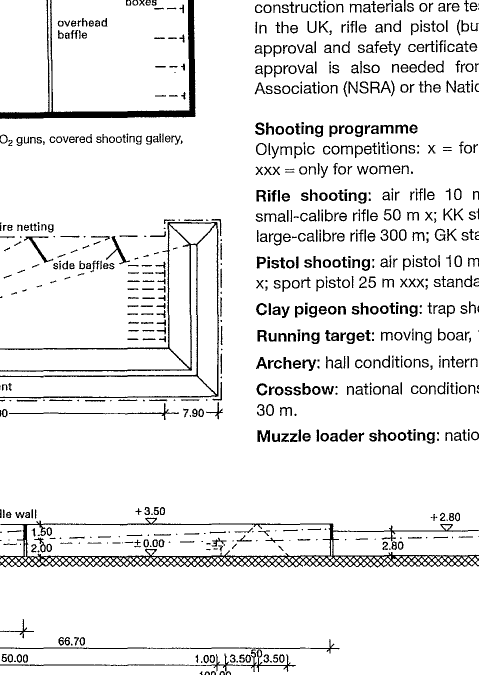 boxes
overhead
baffle
O2 guns, covered shooting gallery,
ire netting
side baffles
7.90
construction materials or are te
In the UK, rifle and pistol (bu
approval and safety certificate
approval is also needed from
Association (NSRA) or the Natio
Shooting programme
Olympic competitions: x = for
xxx = only for women.
Rifle shooting: air rifle 10 m
small-calibre rifle 50 m x; KK st
large-calibre rifle 300 m; GK sta
Pistol shooting: air pistol 10 m
x; sport pistol 25 m xxx; standa
Clay pigeon shooting: trap sho
Running target: moving boar,
Archery: hall conditions, intern
Crossbow: national conditions
30 m.
Muzzle loader shooting: natio
lle wall
+3.50
+2.80
1.50
2.00
±0.00
2.80
66.70
50.00
1.00
3.50
50
3.50
100.00